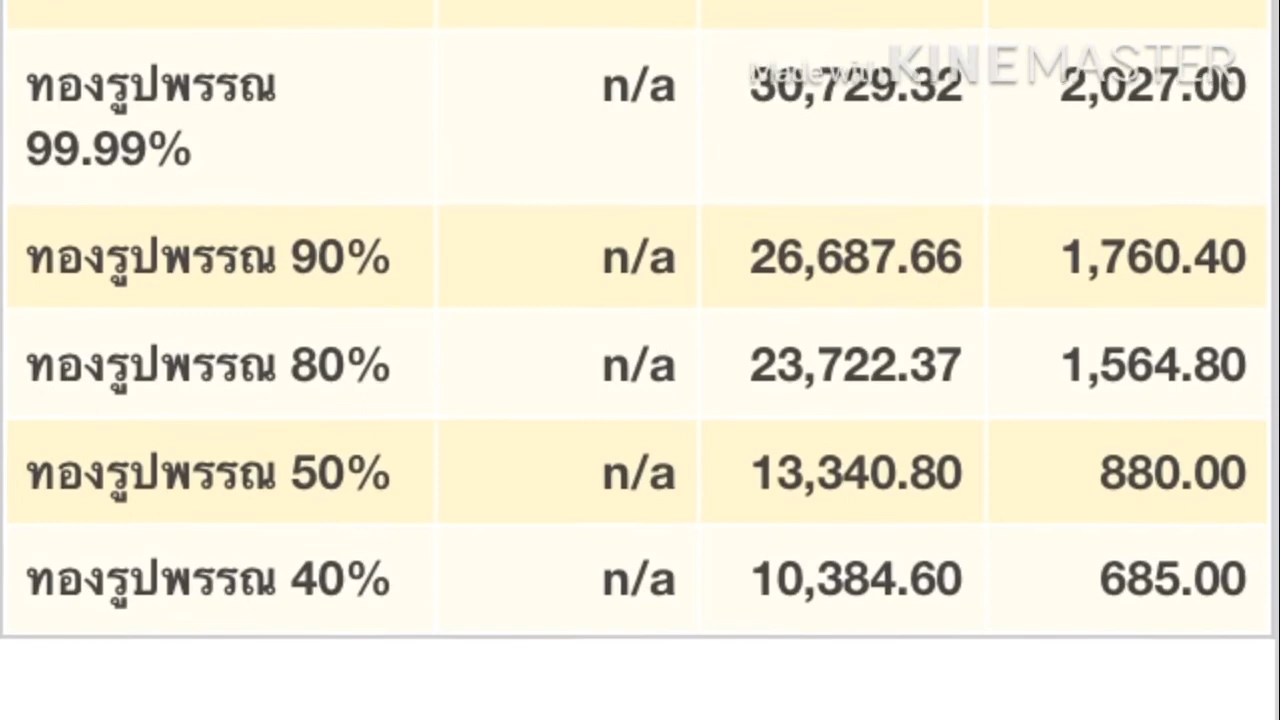 Made with KINEMASTER
ทองรูปพรรณ n/a 30,729.32 2,027.00
99.99%
ทองรูปพรรณ 90% n/a 26,687.66 1,760.40
ทองรูปพรรณ 80% n/a 23,722.37 1,564.80
ทองรูปพรรณ 50% n/a 13,340.80 880.00
ทองรูปพรรณ 40% n/a 10,384.60 685.00